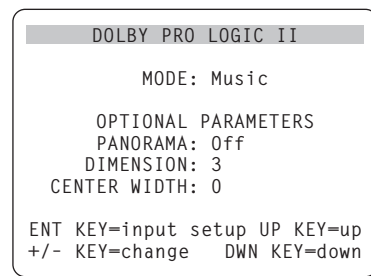 DOLBY PRO LOGIC II
MODE: Music
OPTIONAL PARAMETERS
PANORAMA: Off
DIMENSION: 3
CENTER WIDTH: 0
ENT KEY=input setup UP KEY=up
+/- KEY=change DWN KEY=down